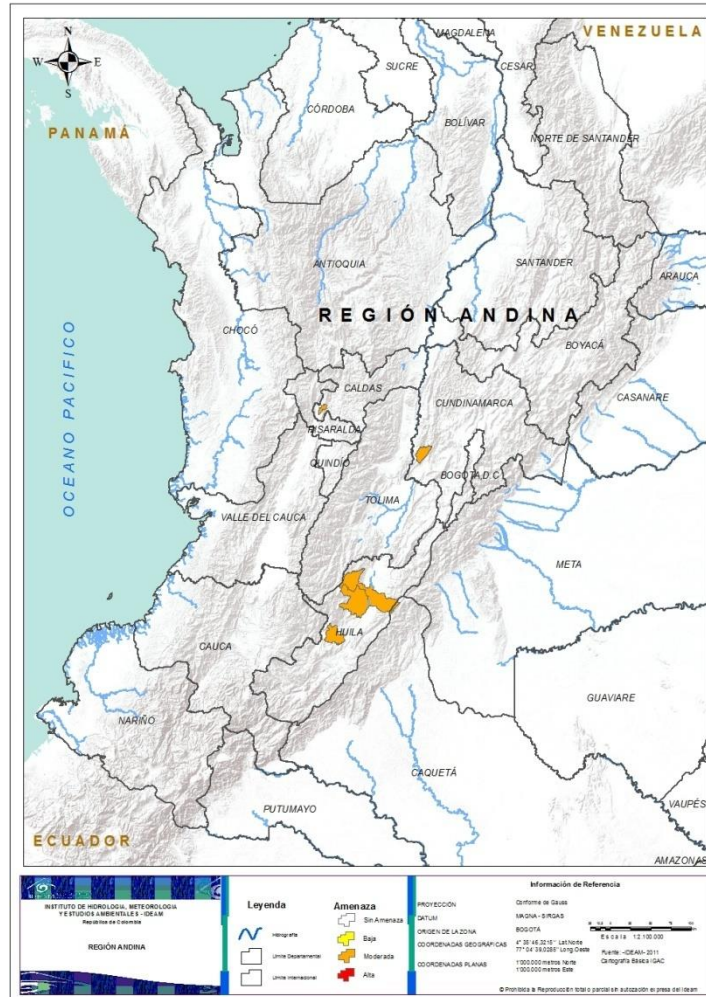 N
W E
S
MAGDALENA
VENEZUELA
SUCRE
CESAR
CÓRDOBA
BOLÍVAR
PANAMÁ
NORTE DE SANTANDER
ANTIOQUIA
SANTANDER
ARAUCA
REGIÓN ANDINA
CHOCÓ
BOYACÁ
OCEANO PACIFICO
CALDAS
CUNDINAMARCA
CASANARE
RISARALDA
QUINDÍO
BOGOTA D.C
TOLIMA
VALLE DEL CAUCA
META
HUILA
CAUCA
GUAVIARE
NARIÑO
CAQUETÁ
PUTUMAYO
VAUPÉS
ECUADOR
AMAZONAS
INSTITUTO DE HIDROLOGIA, METEOROLOGIA
Y ESTUDIOS AMBIENTALES - IDEAM
República de Colombia
REGIÓN ANDINA
Leyenda
Hidrografía
Límite Departamental
Límite Internacional
Amenaza
Sin Amenaza
Baja
Moderada
Alta
Información de Referencia
PROYECCIÓN Conforme de Gauss
DATUM MAGNA - SIRGAS
ORIGEN DE LA ZONA BOGOTÁ
COORDENADAS GEOGRÁFICAS
COORDENADAS PLANAS 1'000.000 metros Norte
1'000.000 metros Este
Escala 1:2.100.000
Fuente: -IDEAM- 2011
Cartografía Básica IGAC
© Prohibida la Reproducción total o parcial sin autorización expresa del Ideam